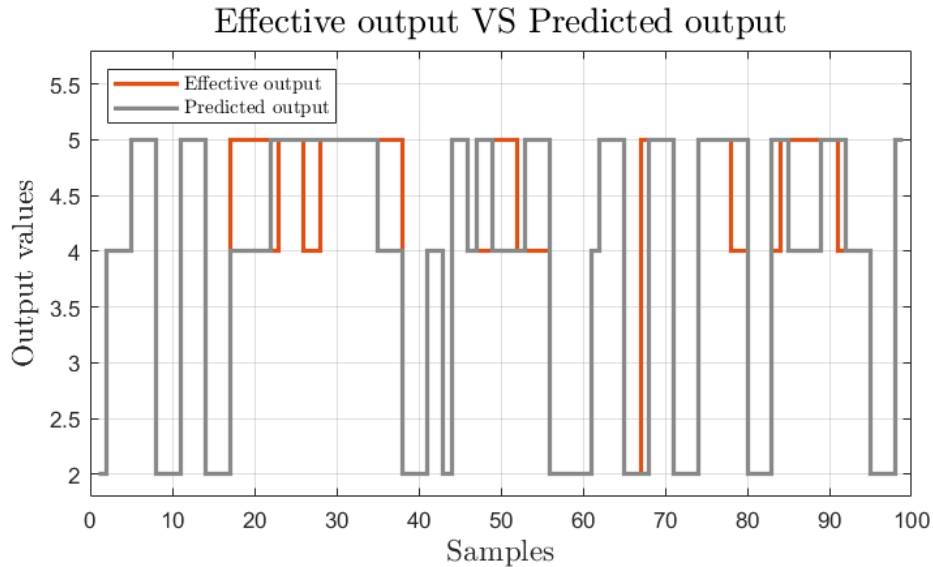 Effective output VS Predicted output
Effective output
Predicted output
Output values
5.5
5
4.5
4
3.5
3
2.5
2
0 10 20 30 40 50 60 70 80 90 100
Samples